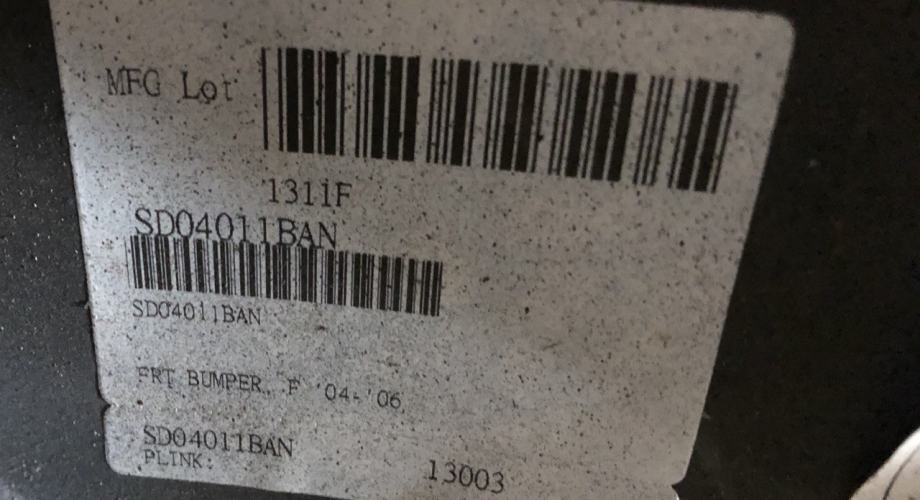 MFG Lot
1311F
SD04011BAN
SD04011BAN
FRT BUMPER, F '04-'06
SD04011BAN
PLINK:
13003